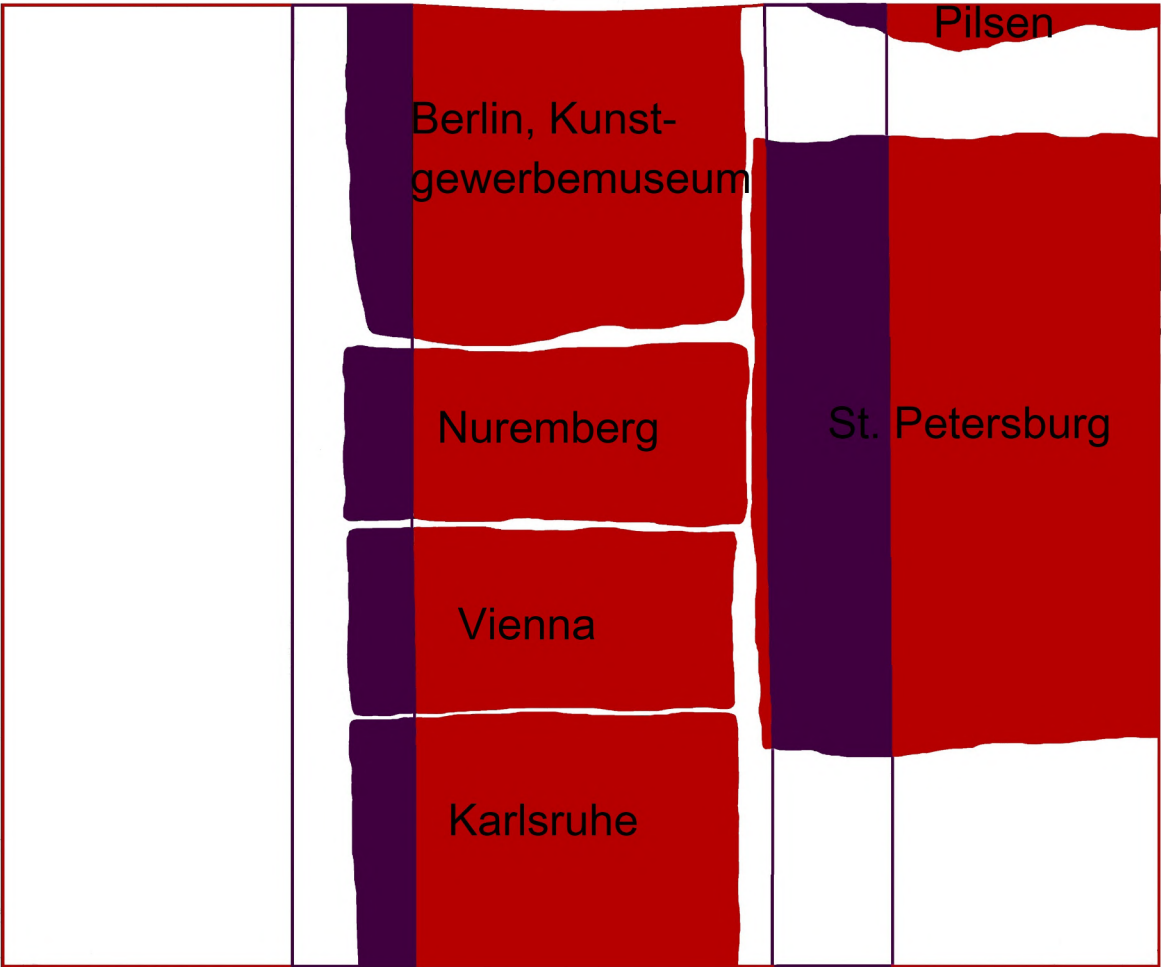 Pilsen
Berlin, Kunst-
gewerbemuseum
Nuremberg
St. Petersburg
Vienna
Karlsruhe